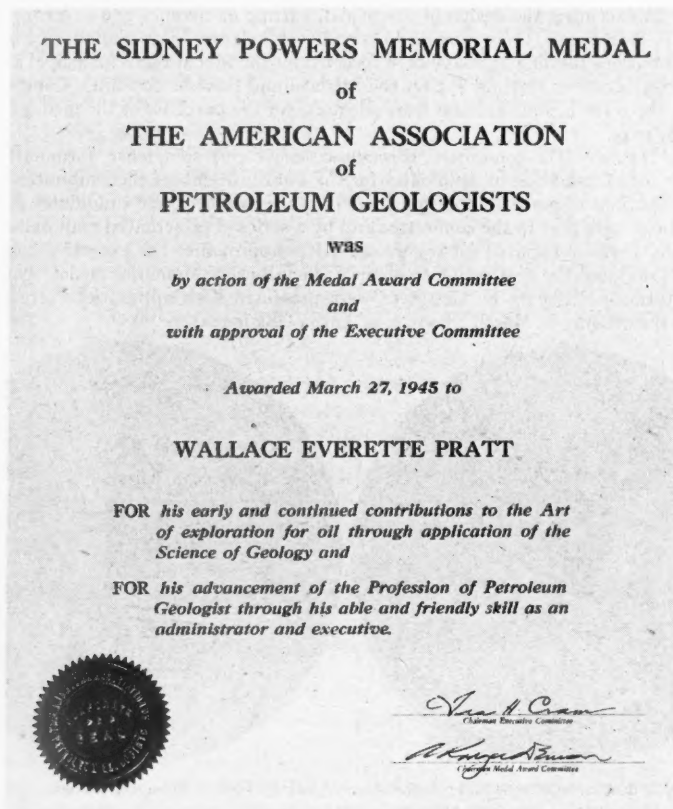 THE SIDNEY POWERS MEMORIAL MEDAL
of
THE AMERICAN ASSOCIATION
of
PETROLEUM GEOLOGISTS
was
by action of the Medal Award Committee
and
with approval of the Executive Committee
Awarded March 27, 1945 to
WALLACE EVERETTE PRATT
FOR his early and continued contributions to the Art
of exploration for oil through application of the
Science of Geology and
FOR his advancement of the Profession of Petroleum
Geologist through his able and friendly skill as an
administrator and executive.
Ira H. Cram
Chairman Executive Committee
Chairman Medal Award Committee